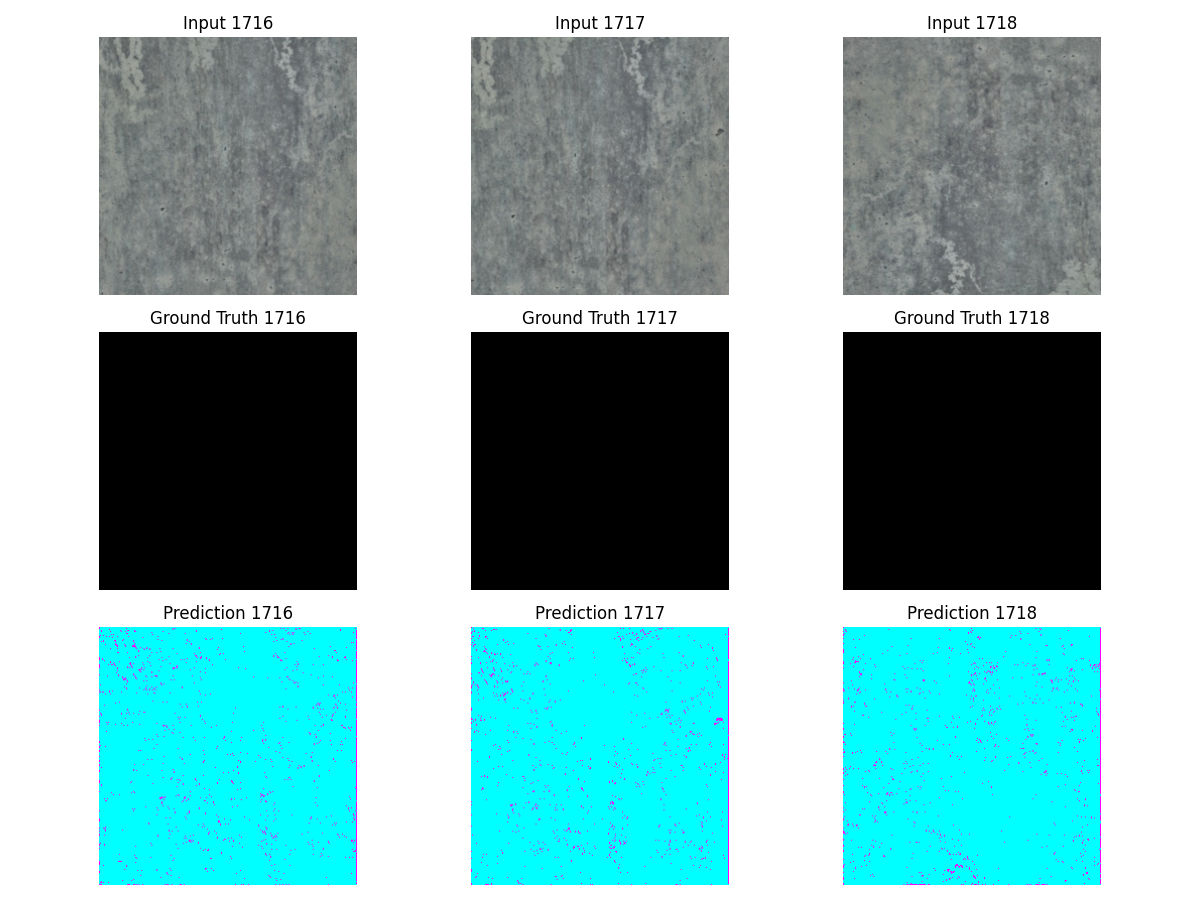 Input 1716
Input 1717
Input 1718
Ground Truth 1716
Ground Truth 1717
Ground Truth 1718
Prediction 1716
Prediction 1717
Prediction 1718